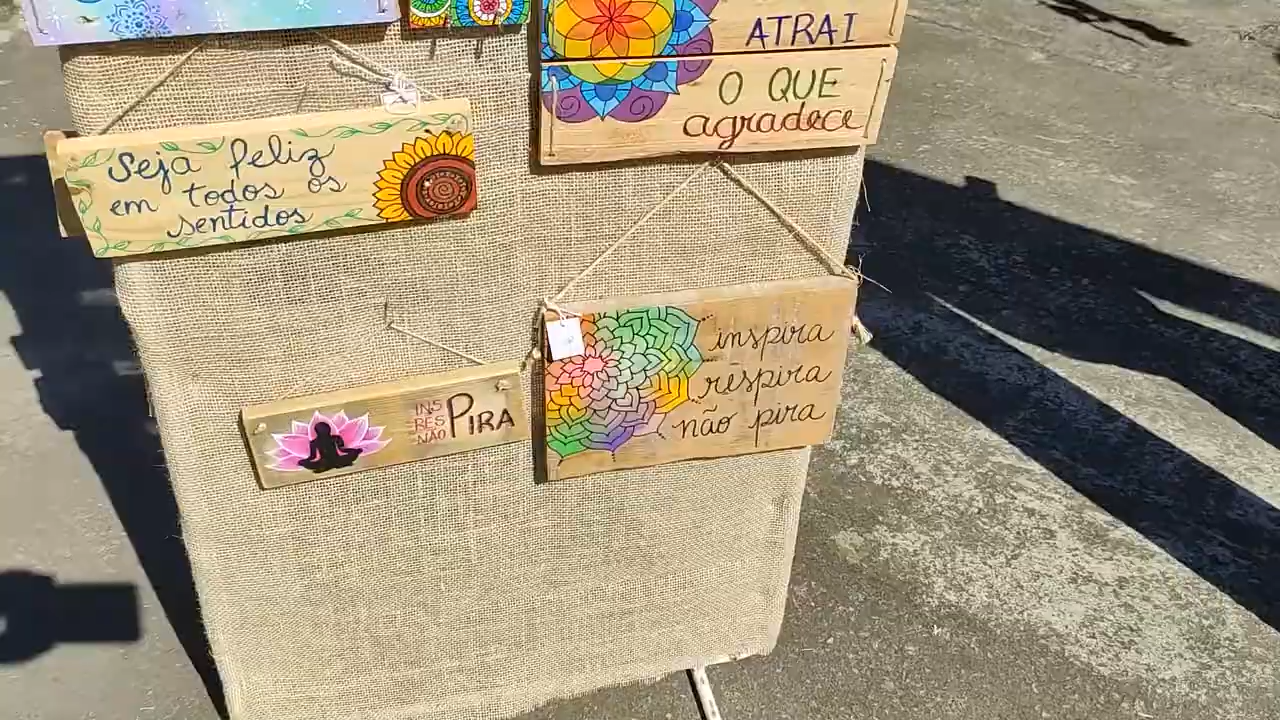 ATRAI
O QUE
agradece
Seja feliz
em todos os
sentidos
inspira
respira
não pira
INS
RES
NÃO
PIRA